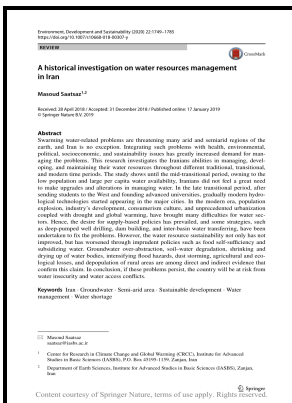 Environment, Development and Sustainability (2020) 22:1749–1785
https://doi.org/10.1007/s10668-018-00307-y
REVIEW
CrossMark
A historical investigation on water resources management
in Iran
Masoud Saatsaz1,2
Received: 28 April 2018 / Accepted: 31 December 2018 / Published online: 17 January 2019
© Springer Nature B.V. 2019
Abstract
Swarming water-related problems are threatening many arid and semiarid regions of the
earth, and Iran is no exception. Integrating such problems with health, environmental,
political, socioeconomic, and sustainability issues has greatly increased demand for man-
aging the problems. This research investigates the Iranians abilities in managing, devel-
oping, and maintaining their water resources throughout different traditional, transitional,
and modern time periods. The study shows until the mid-transitional period, owning to the
low population and large per capita water availability, Iranians did not feel a great need
to make upgrades and alterations in managing water. In the late transitional period, after
sending students to the West and founding advanced universities, gradually modern hydro-
logical technologies started appearing in the major cities. In the modern era, population
explosion, industry's development, consumerism culture, and unprecedented urbanization
coupled with drought and global warming, have brought many difficulties for water sec-
tors. Hence, the desire for supply-based policies has prevailed, and some strategies, such
as deep-pumped well drilling, dam building, and inter-basin water transferring, have been
undertaken to fix the problems. However, the water resource sustainability not only has not
improved, but has worsened through imprudent policies such as food self-sufficiency and
subsidizing water. Groundwater over-abstraction, soil–water degradation, shrinking and
drying up of water bodies, intensifying flood hazards, dust storming, agricultural and eco-
logical losses, and depopulation of rural areas are among direct and indirect evidence that
confirm this claim. In conclusion, if these problems persist, the country will be at risk from
water insecurity and water access conflicts.
Keywords Iran · Groundwater · Semi-arid area · Sustainable development · Water
management · Water shortage
Masoud Saatsaz
saatsaz@iasbs.ac.ir
1 Center for Research in Climate Change and Global Warming (CRCC), Institute for Advanced
Studies in Basic Sciences (IASBS), P.O. Box 45195-1159, Zanjan, Iran
2 Department of Earth Sciences, Institute for Advanced Studies in Basic Sciences (IASBS), Zanjan,
Iran
Springer
Content courtesy of Springer Nature, terms of use apply. Rights reserved.